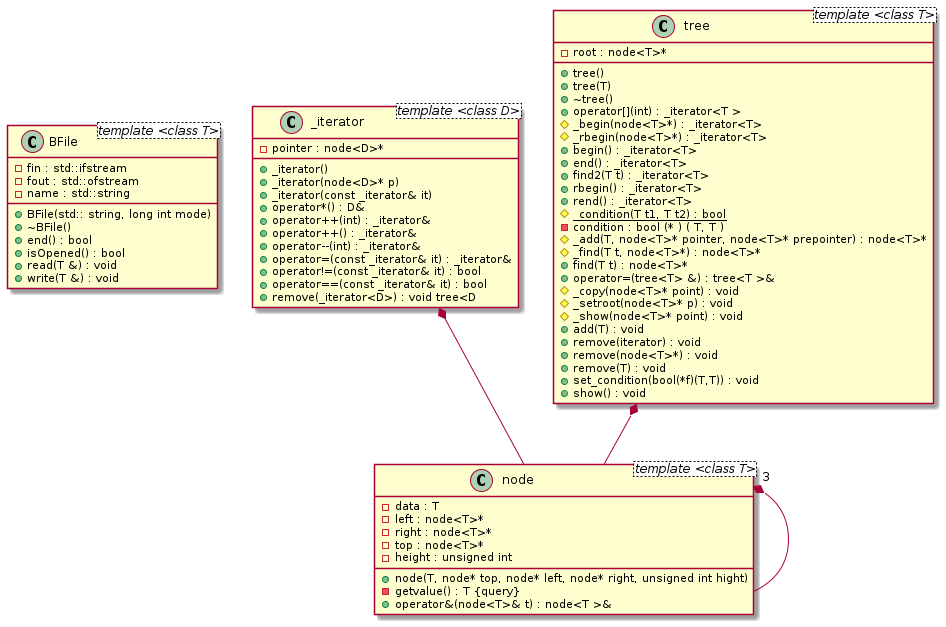 template <class T>
C BFile
fin : std::ifstream
fout : std::ofstream
name : std::string
BFile(std:: string, long int mode)
~BFile()
end() : bool
isOpened() : bool
read(T &) : void
write(T &) : void
template <class D>
C _iterator
pointer : node<D>*
_iterator()
_iterator(node<D>* p)
_iterator(const _iterator& it)
operator*() : D&
operator++(int) : _iterator&
operator++() : _iterator&
operator--(int) : _iterator&
operator=(const _iterator& it) : _iterator&
operator!=(const _iterator& it) : bool
operator==(const _iterator& it) : bool
remove(_iterator<D>) : void tree<D
template <class T>
C tree
root : node<T>*
tree()
tree(T)
~tree()
operator[](int) : _iterator<T >
_begin(node<T>*) : _iterator<T>
_rbegin(node<T>*) : _iterator<T>
begin() : _iterator<T>
end() : _iterator<T>
find2(T t) : _iterator<T>
rbegin() : _iterator<T>
rend() : _iterator<T>
_condition(T t1, T t2) : bool
condition : bool (* ) ( T, T )
_add(T, node<T>* pointer, node<T>* prepointer) : node<T>*
_find(T t, node<T>*) : node<T>*
find(T t) : node<T>*
operator=(tree<T> &) : tree<T >&
_copy(node<T>* point) : void
_setroot(node<T>* p) : void
_show(node<T>* point) : void
add(T) : void
remove(iterator) : void
remove(node<T>*) : void
remove(T) : void
set_condition(bool(*f)(T,T)) : void
show() : void
template <class T>
C node
3
data : T
left : node<T>*
right : node<T>*
top : node<T>*
height : unsigned int
node(T, node* top, node* left, node* right, unsigned int hight)
getvalue() : T {query}
operator&(node<T>& t) : node<T >&